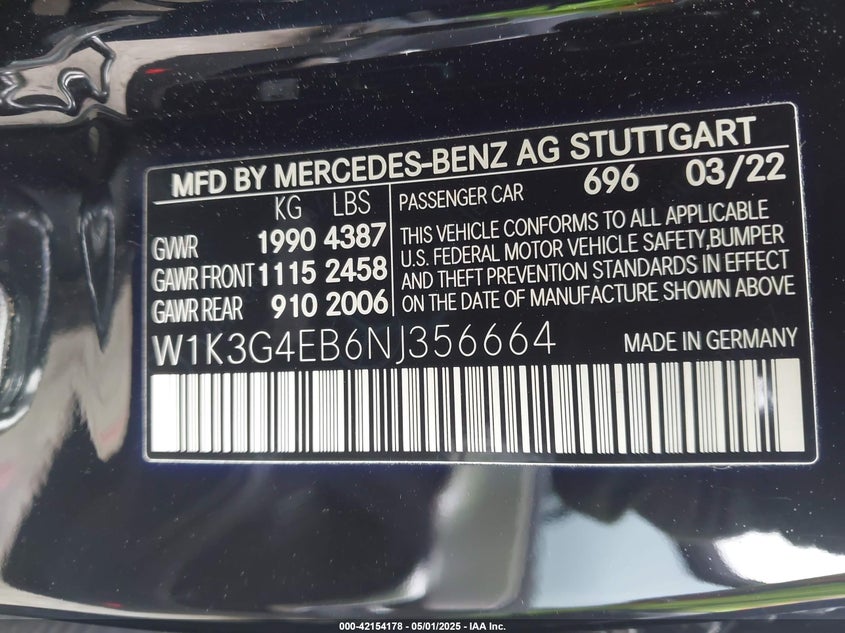 MFD BY MERCEDES-BENZ AG STUTTGART
KG LBS
GWR 1990 4387
GAWR FRONT 1115 2458
GAWR REAR 910 2006
PASSENGER CAR 696 03/22
THIS VEHICLE CONFORMS TO ALL APPLICABLE
U.S. FEDERAL MOTOR VEHICLE SAFETY,BUMPER
AND THEFT PREVENTION STANDARDS IN EFFECT
ON THE DATE OF MANUFACTURE SHOWN ABOVE
W1K3G4EB6NJ356664 MADE IN GERMANY
000-42154178 - 05/01/2025 - IAA Inc.